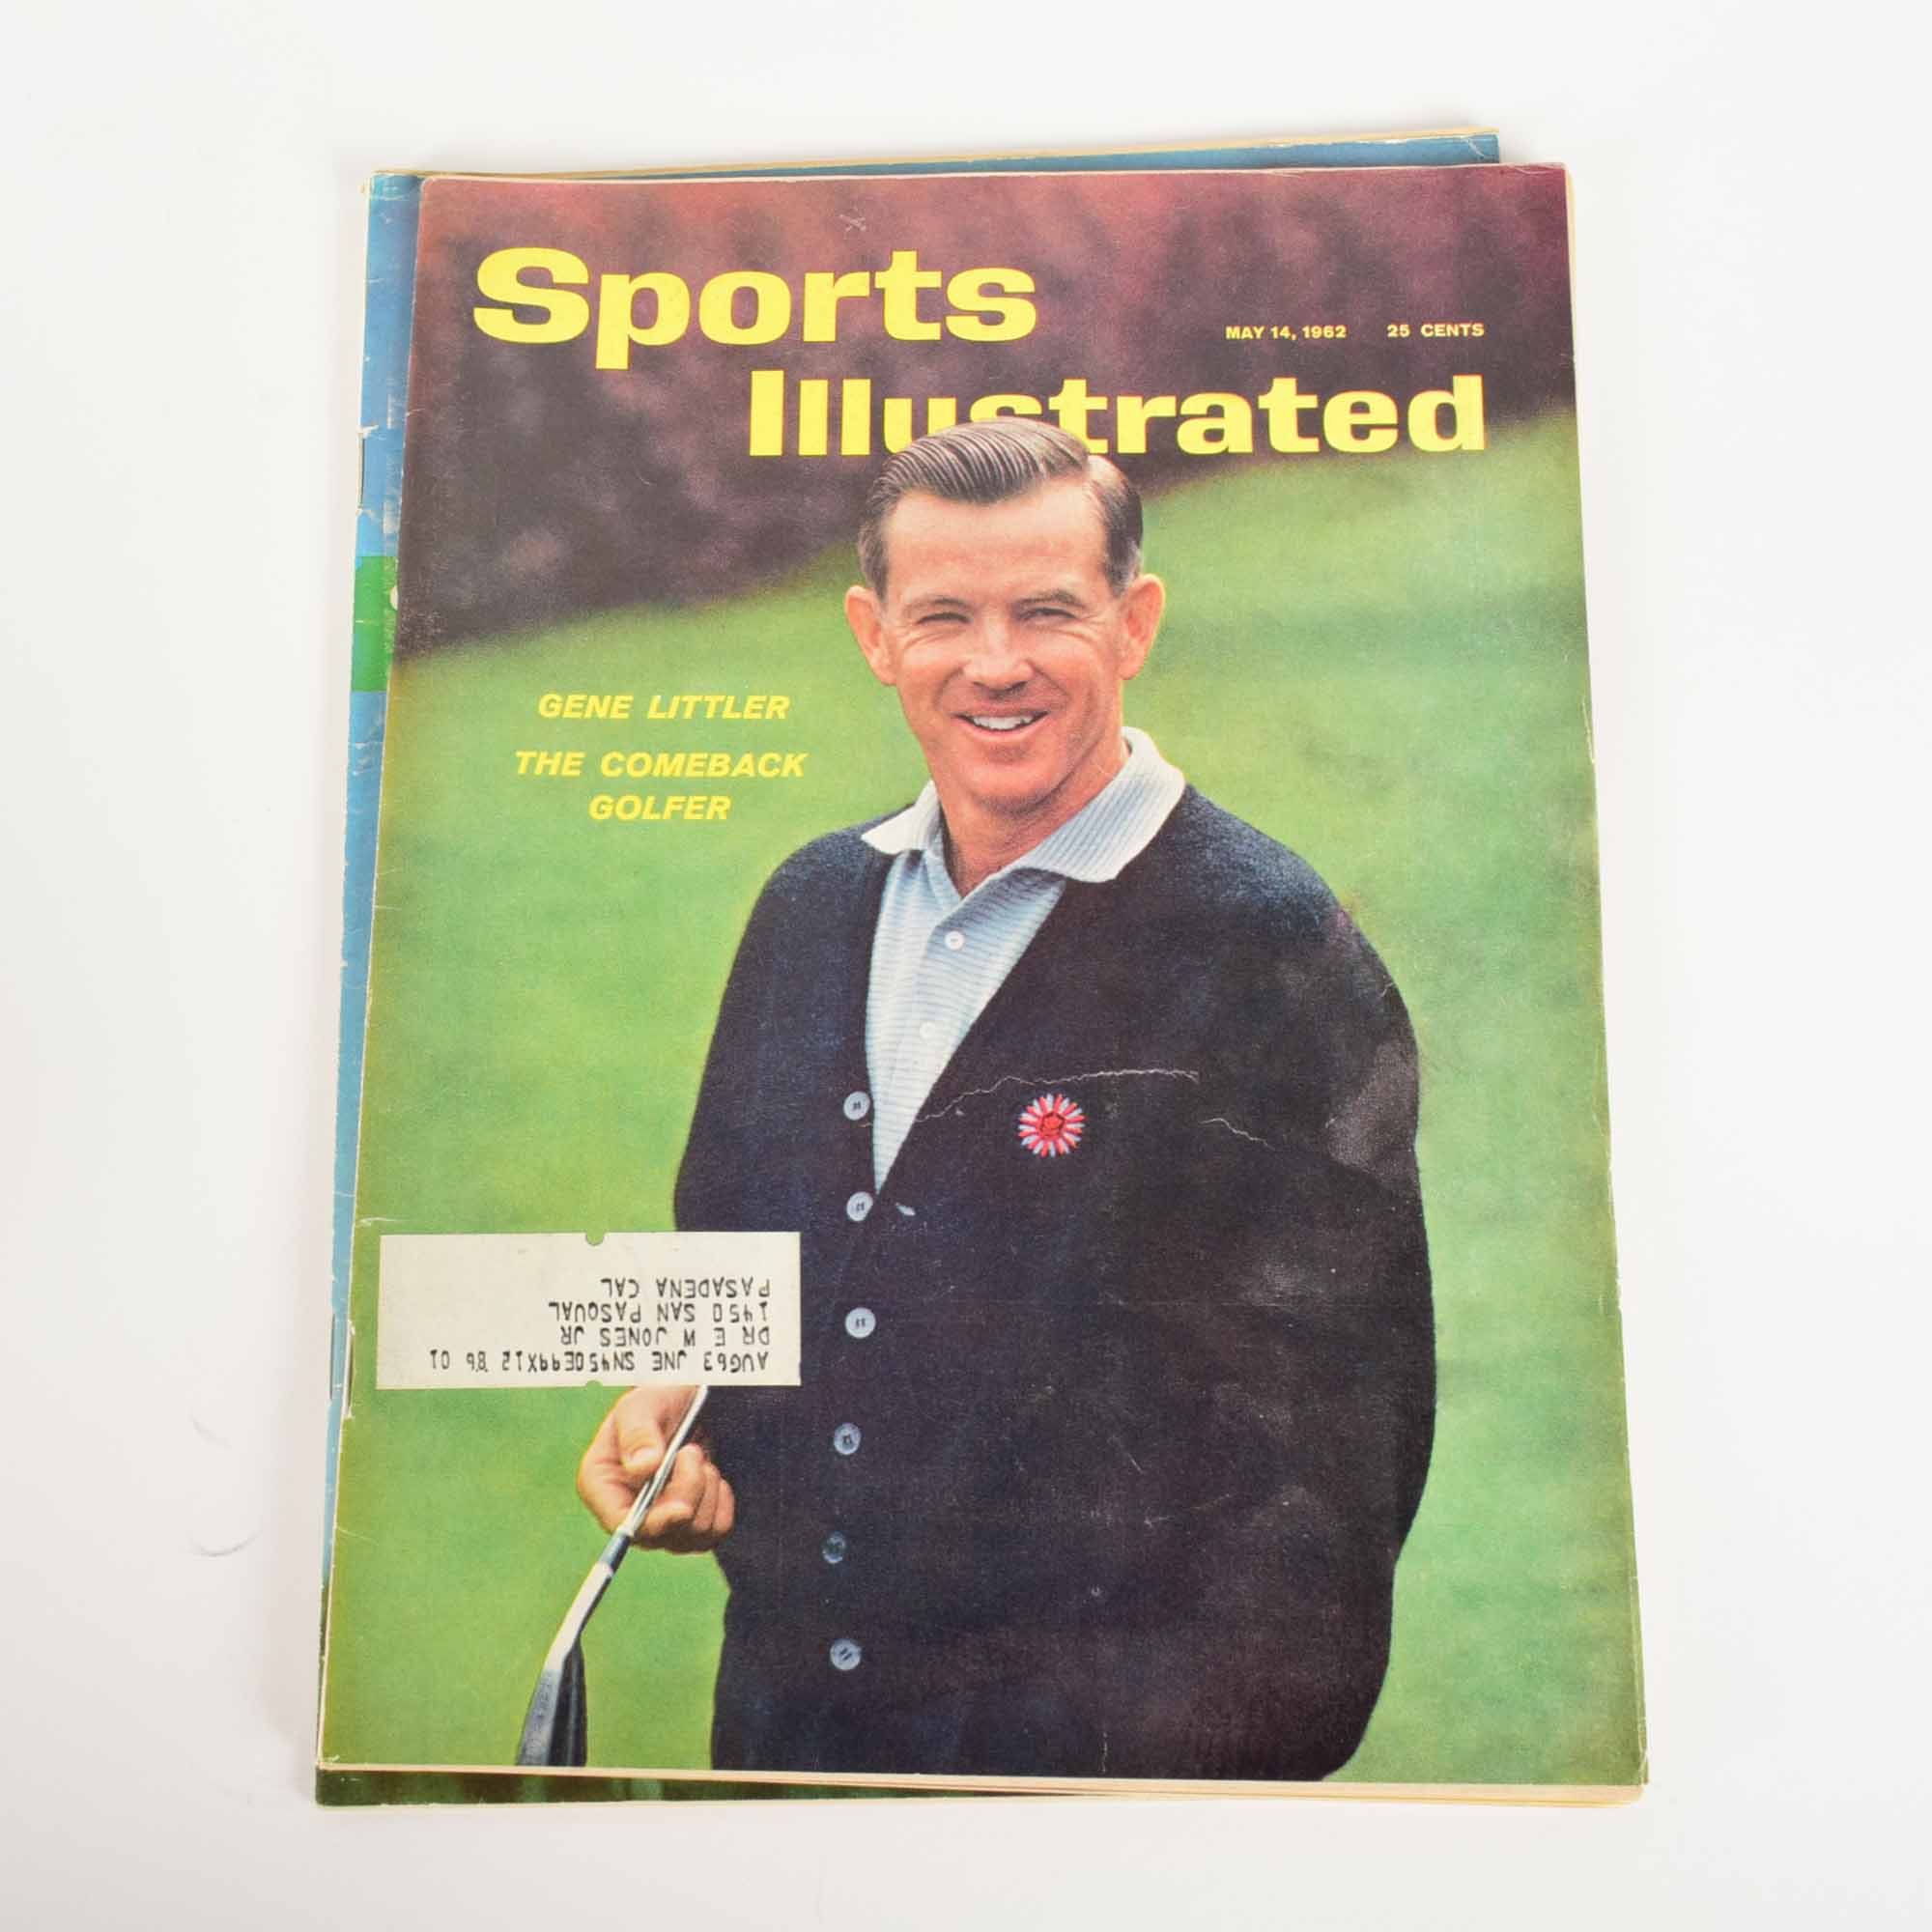 Sports
MAY 14, 1962 25 CENTS
Illustrated
GENE LITTLER
THE COMEBACK
GOLFER
AUG63 JNE SN450E99X12 86 01
DR E W JONES JR
1950 SAN PASQUAL
PASADENA CAL